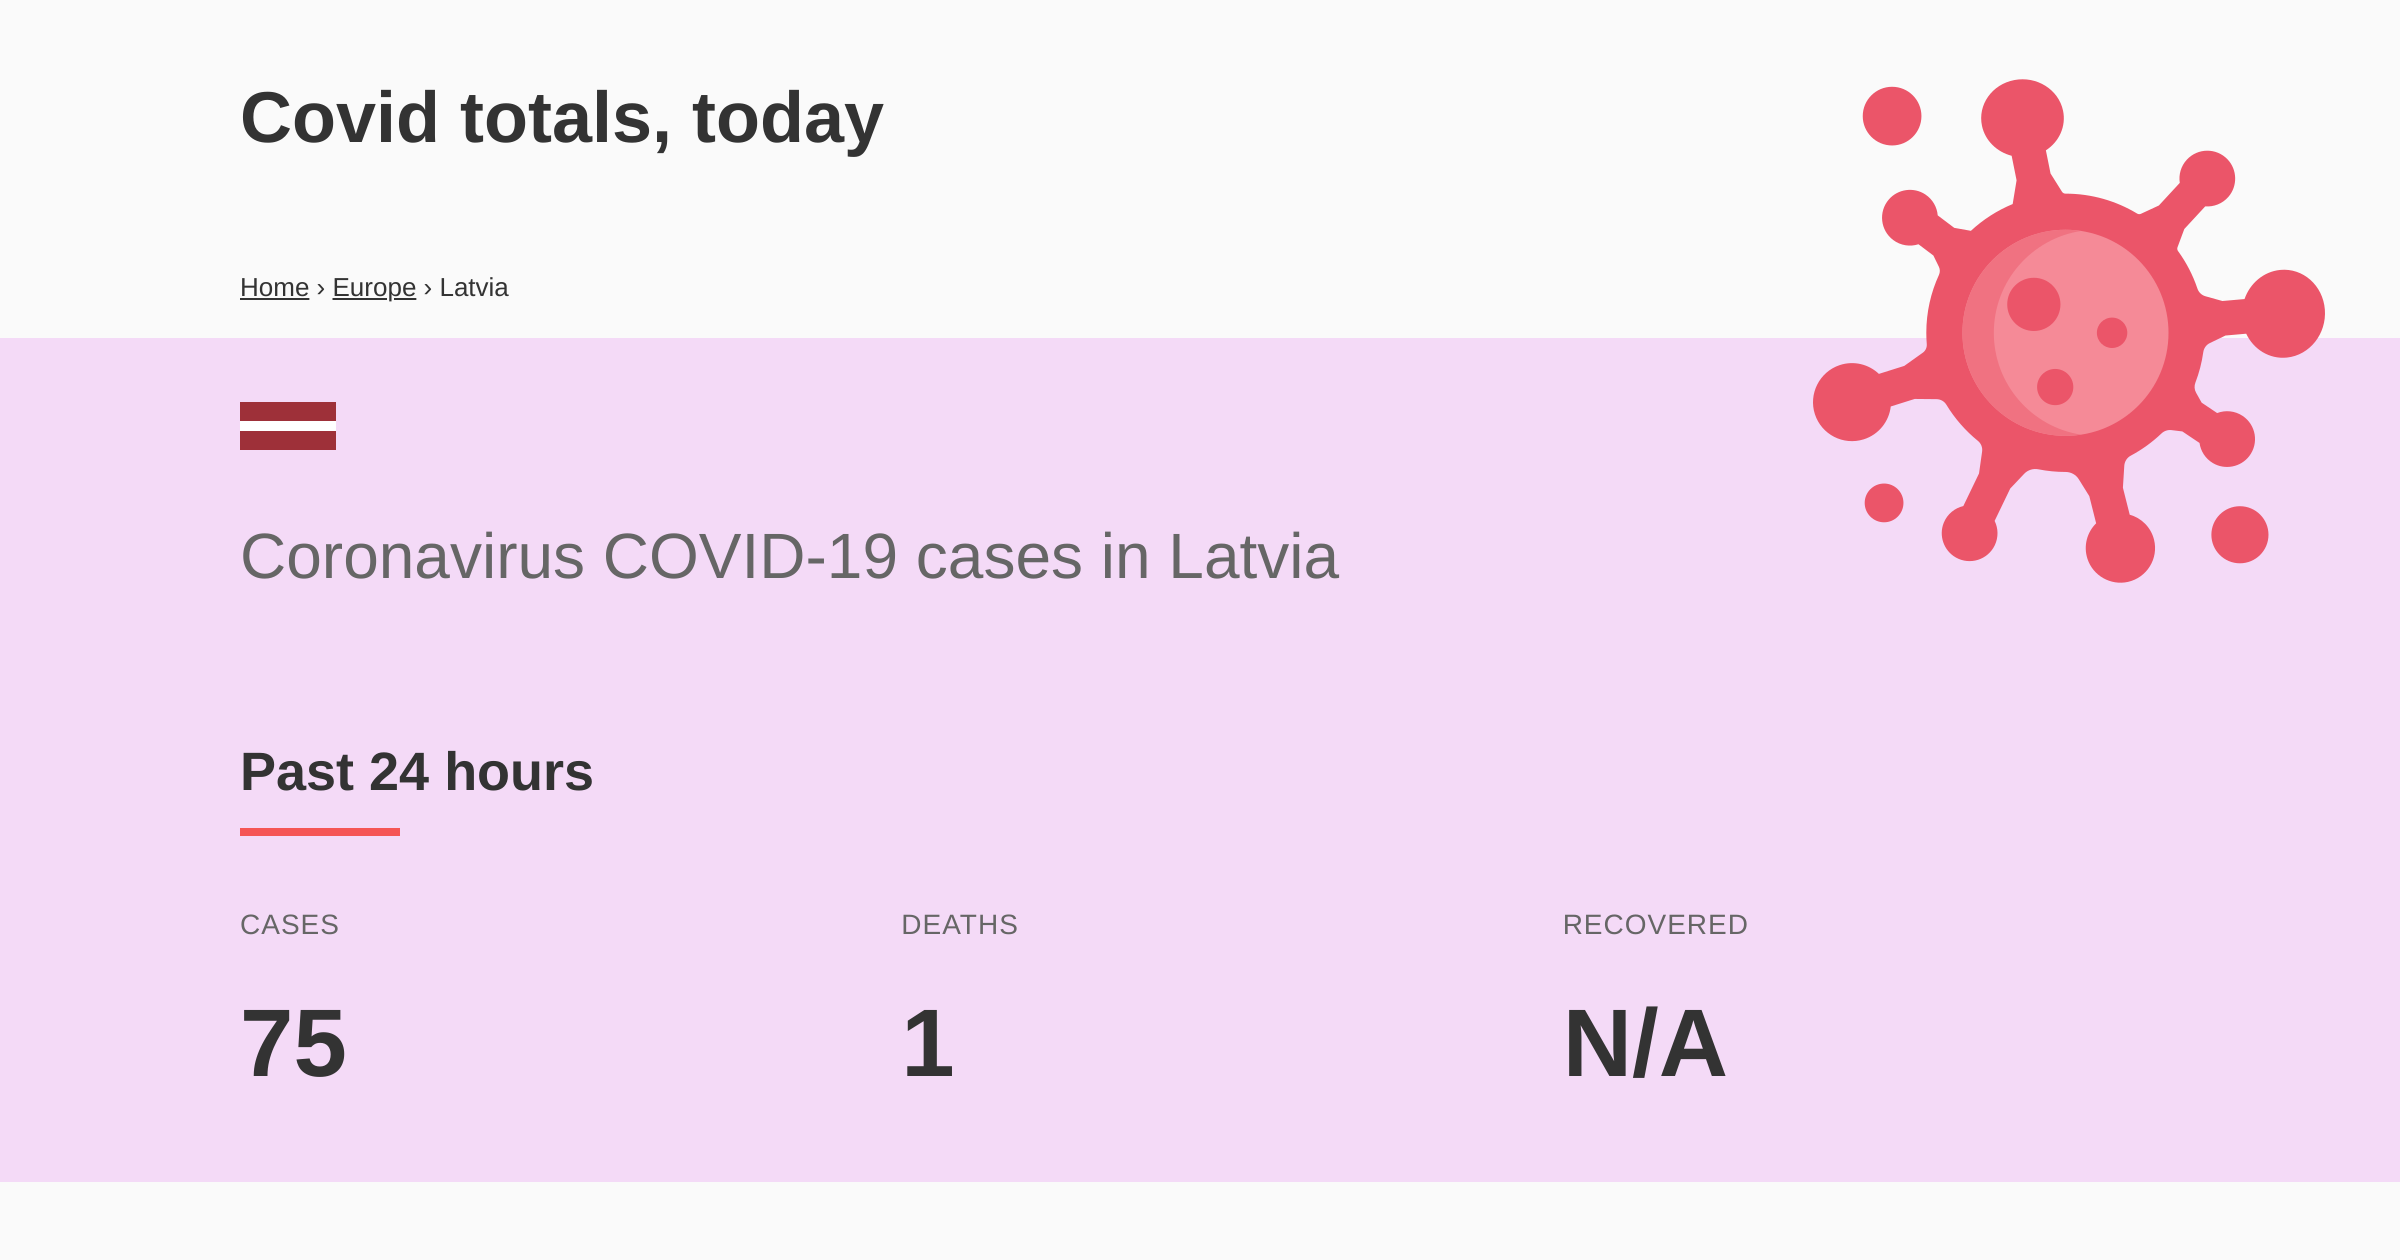 Covid totals, today
Home › Europe › Latvia
Coronavirus COVID-19 cases in Latvia
Past 24 hours
CASES DEATHS RECOVERED
75 1 N/A